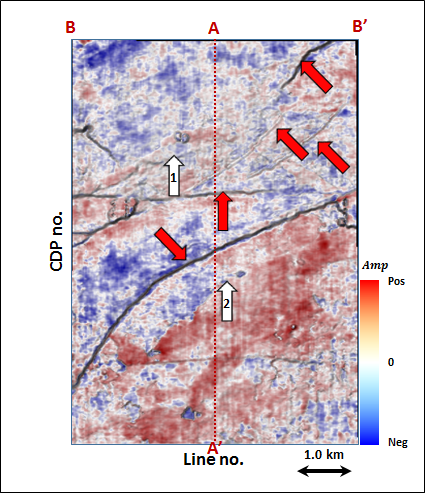 B A B’
1
2
CDP no.
Amp
Pos
0
Neg
A’
Line no.
1.0 km